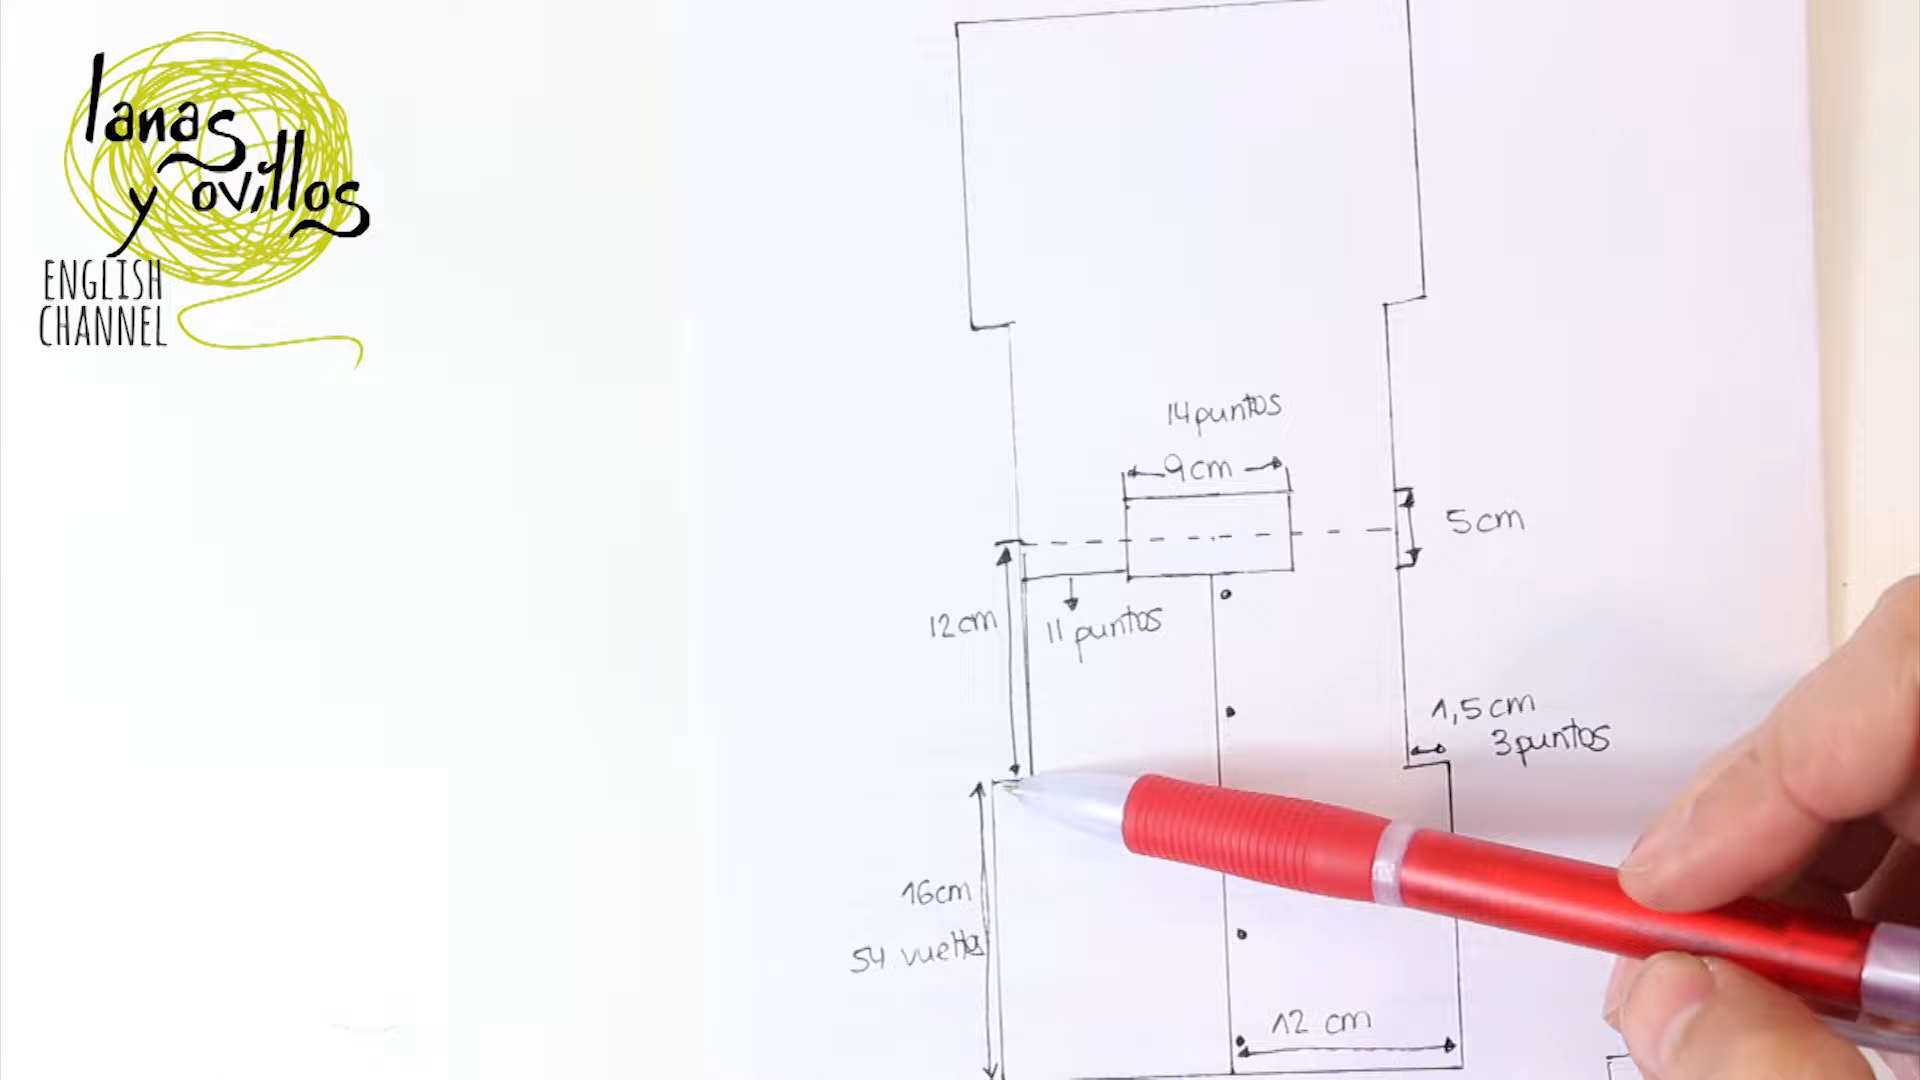 lanas
y ovillos
ENGLISH
CHANNEL
14 puntos
9 cm
5 cm
12 cm
11 puntos
1,5 cm
3 puntos
16 cm
54 vueltas
12 cm